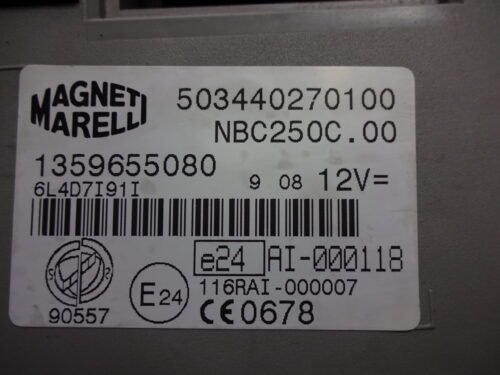 MAGNETI
MARELLI
503440270100
NBC250C.00
1359655080
6L4D7I91I
9 08 12V=
e24 AI-000118
116RAI-000007
E24
90557
CE0678